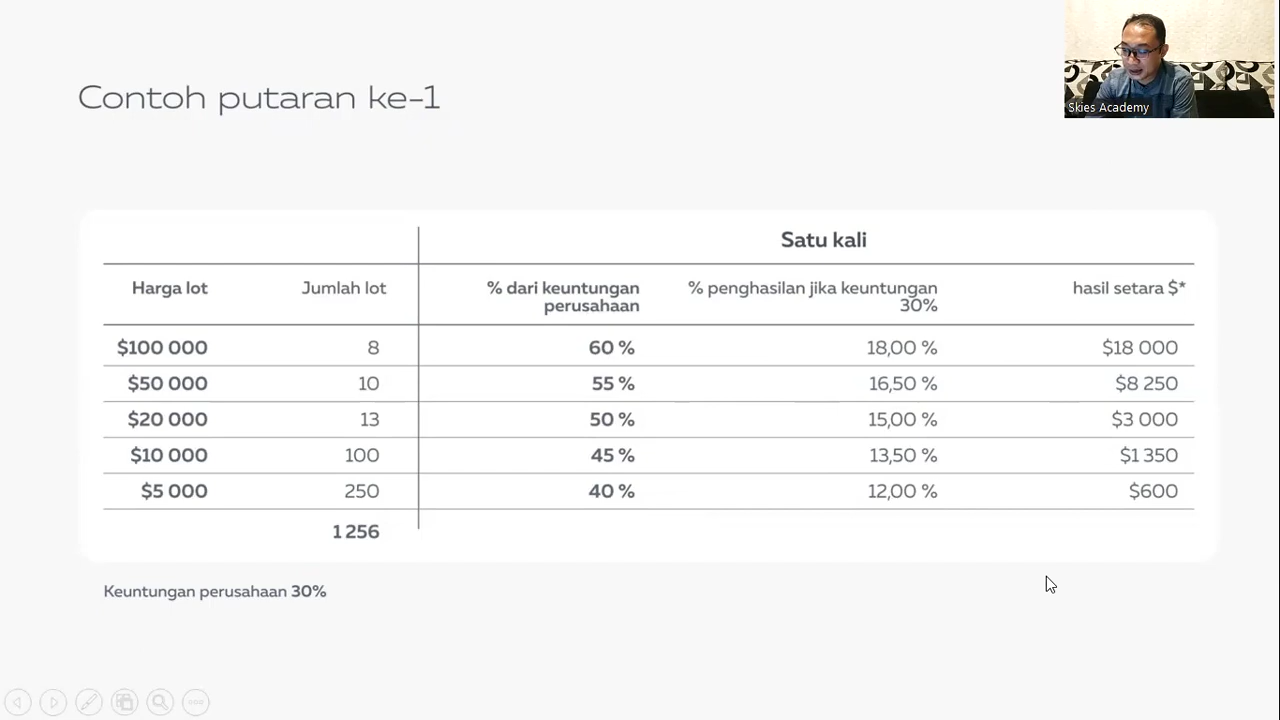 Contoh putaran ke-1
Skies Academy
Satu kali
Harga lot Jumlah lot % dari keuntungan perusahaan % penghasilan jika keuntungan 30% hasil setara $*
$100 000 8 60 % 18,00 % $18 000
$50 000 10 55 % 16,50 % $8 250
$20 000 13 50 % 15,00 % $3 000
$10 000 100 45 % 13,50 % $1 350
$5 000 250 40 % 12,00 % $600
1 256
Keuntungan perusahaan 30%